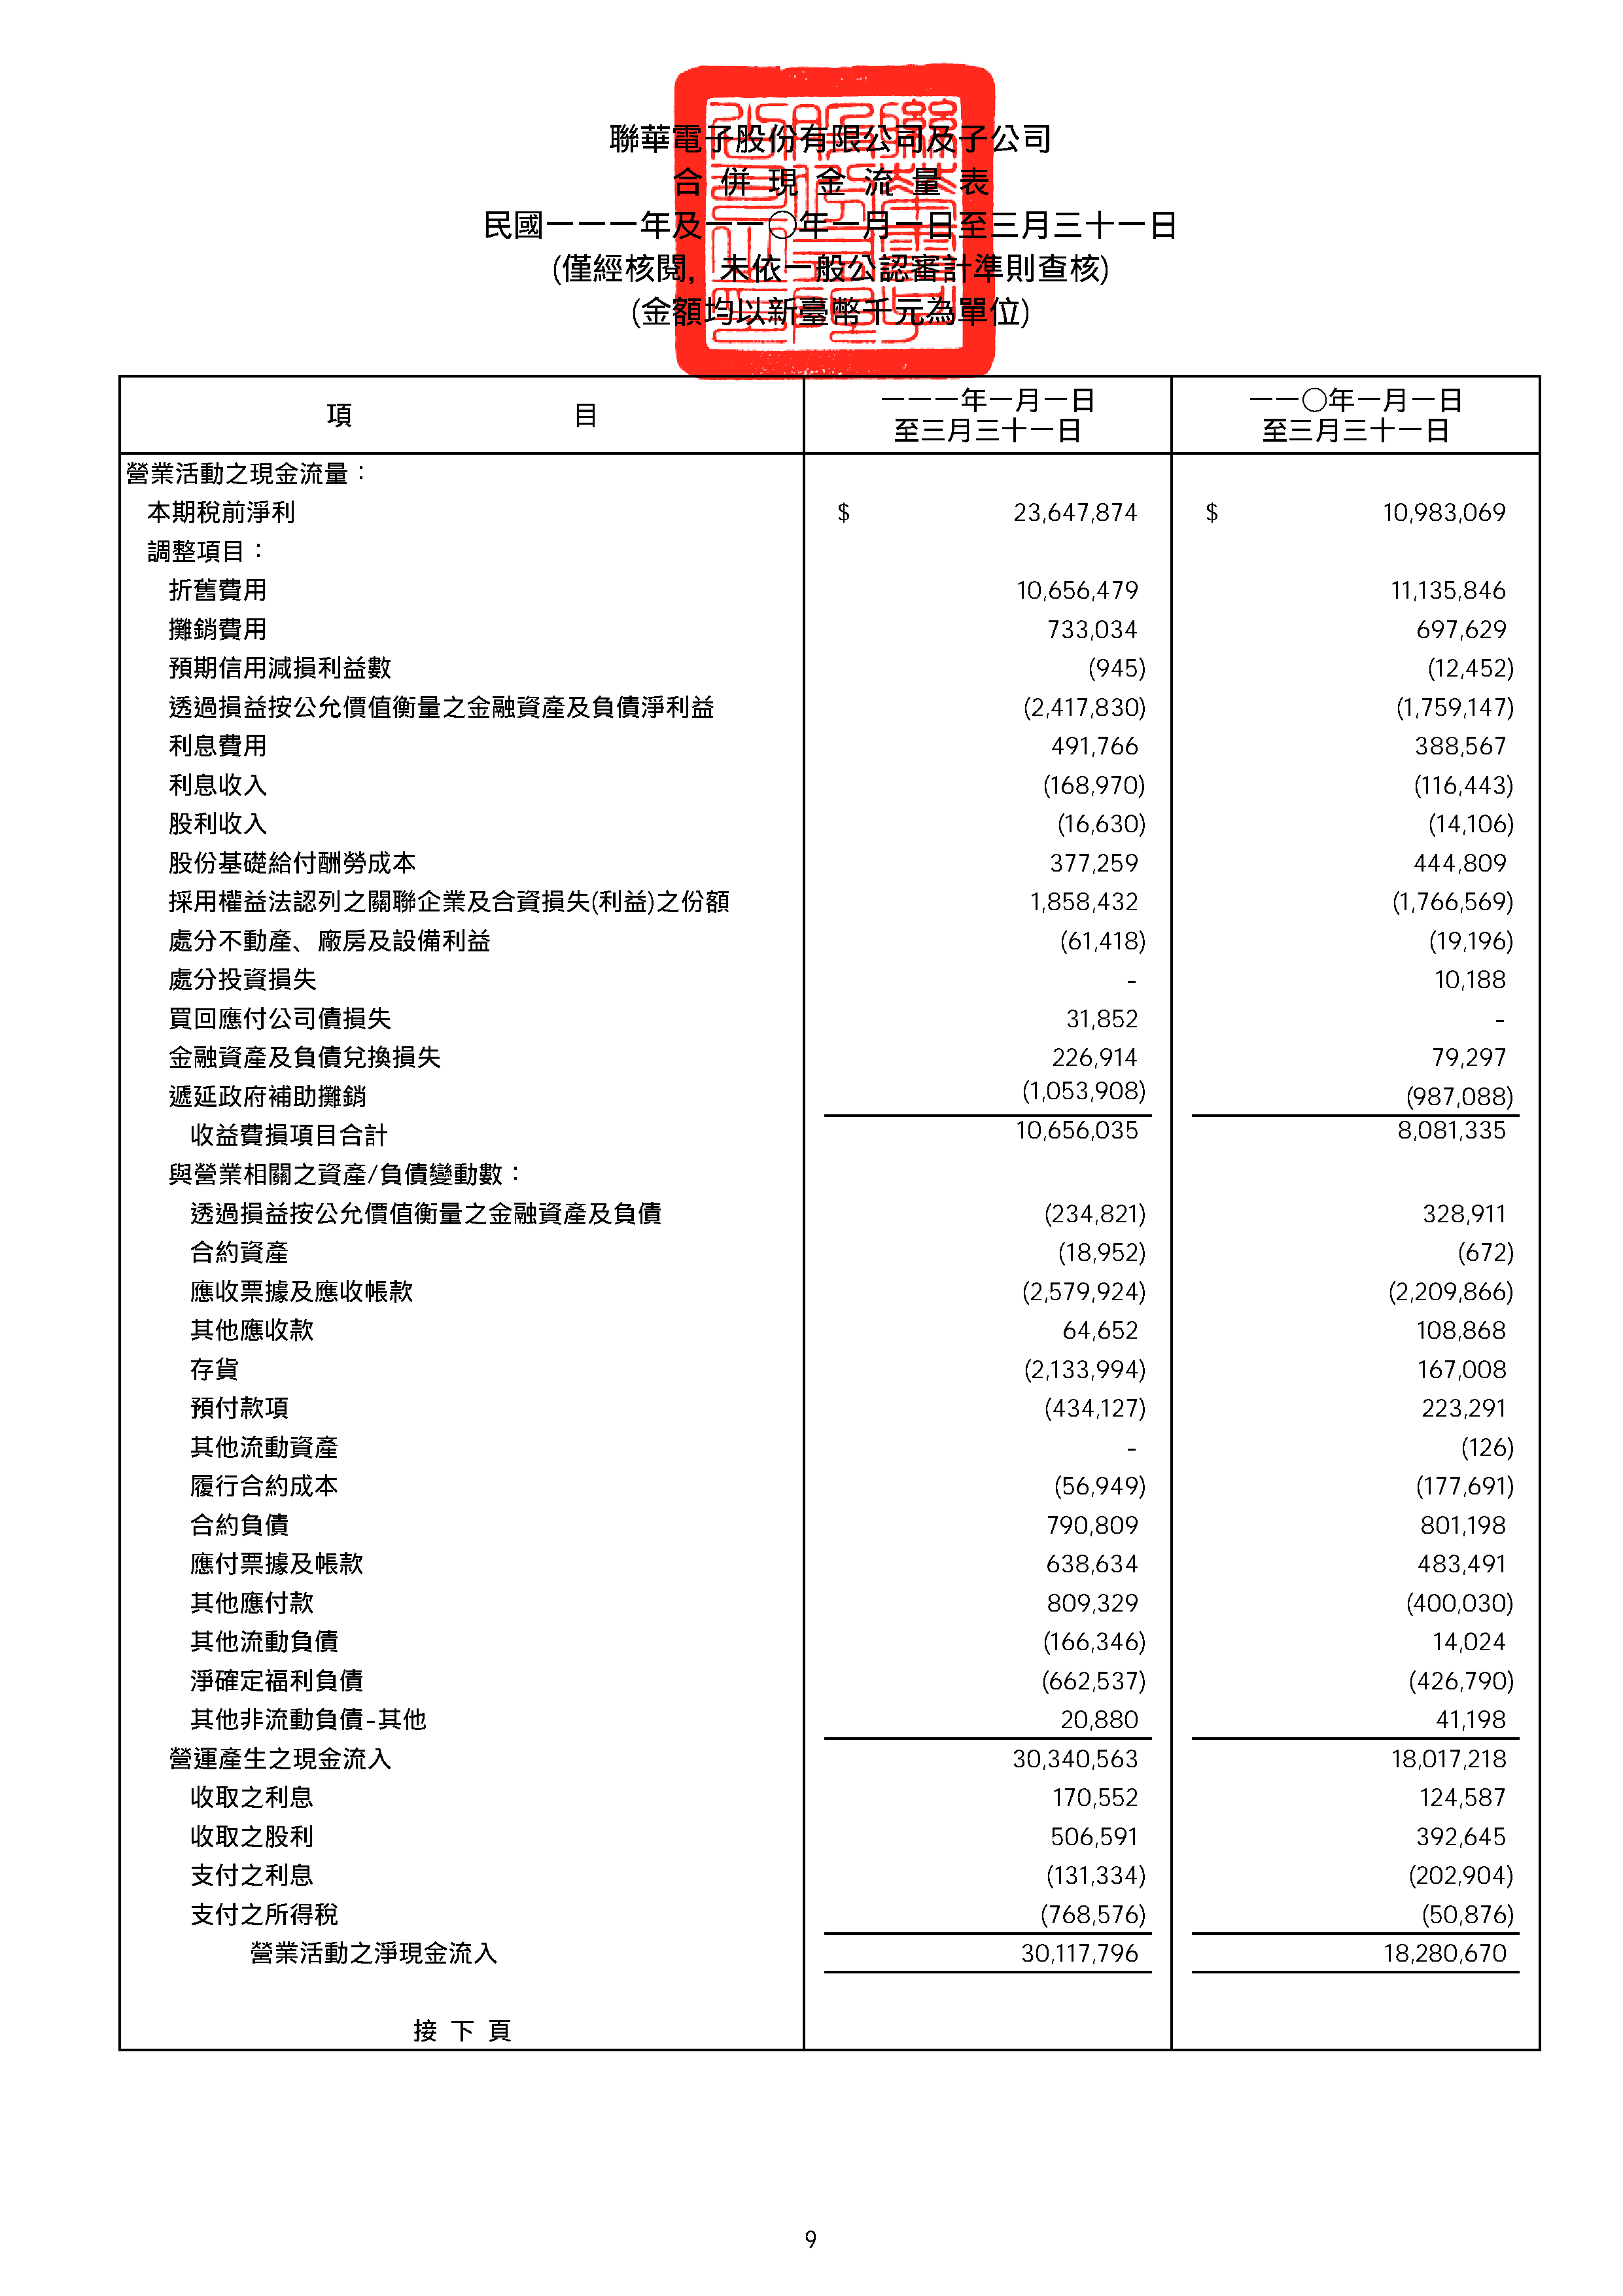 聯華電子股份有限公司及子公司
合併現金流量表
民國一一一年及一一〇年一月一日至三月三十一日
(僅經核閱，未依一般公認審計準則查核)
(金額均以新臺幣千元為單位)
項 目 一一一年一月一日至三月三十一日 一一〇年一月一日至三月三十一日
營業活動之現金流量：
本期稅前淨利 $ 23,647,874 $ 10,983,069
調整項目：
折舊費用 10,656,479 11,135,846
攤銷費用 733,034 697,629
預期信用減損利益數 (945) (12,452)
透過損益按公允價值衡量之金融資產及負債淨利益 (2,417,830) (1,759,147)
利息費用 491,766 388,567
利息收入 (168,970) (116,443)
股利收入 (16,630) (14,106)
股份基礎給付酬勞成本 377,259 444,809
採用權益法認列之關聯企業及合資損失(利益)之份額 1,858,432 (1,766,569)
處分不動產、廠房及設備利益 (61,418) (19,196)
處分投資損失 - 10,188
買回應付公司債損失 31,852 -
金融資產及負債兌換損失 226,914 79,297
遞延政府補助攤銷 (1,053,908) (987,088)
收益費損項目合計 10,656,035 8,081,335
與營業相關之資產/負債變動數：
透過損益按公允價值衡量之金融資產及負債 (234,821) 328,911
合約資產 (18,952) (672)
應收票據及應收帳款 (2,579,924) (2,209,866)
其他應收款 64,652 108,868
存貨 (2,133,994) 167,008
預付款項 (434,127) 223,291
其他流動資產 - (126)
履行合約成本 (56,949) (177,691)
合約負債 790,809 801,198
應付票據及帳款 638,634 483,491
其他應付款 809,329 (400,030)
其他流動負債 (166,346) 14,024
淨確定福利負債 (662,537) (426,790)
其他非流動負債-其他 20,880 41,198
營運產生之現金流入 30,340,563 18,017,218
收取之利息 170,552 124,587
收取之股利 506,591 392,645
支付之利息 (131,334) (202,904)
支付之所得稅 (768,576) (50,876)
營業活動之淨現金流入 30,117,796 18,280,670
接下頁
9